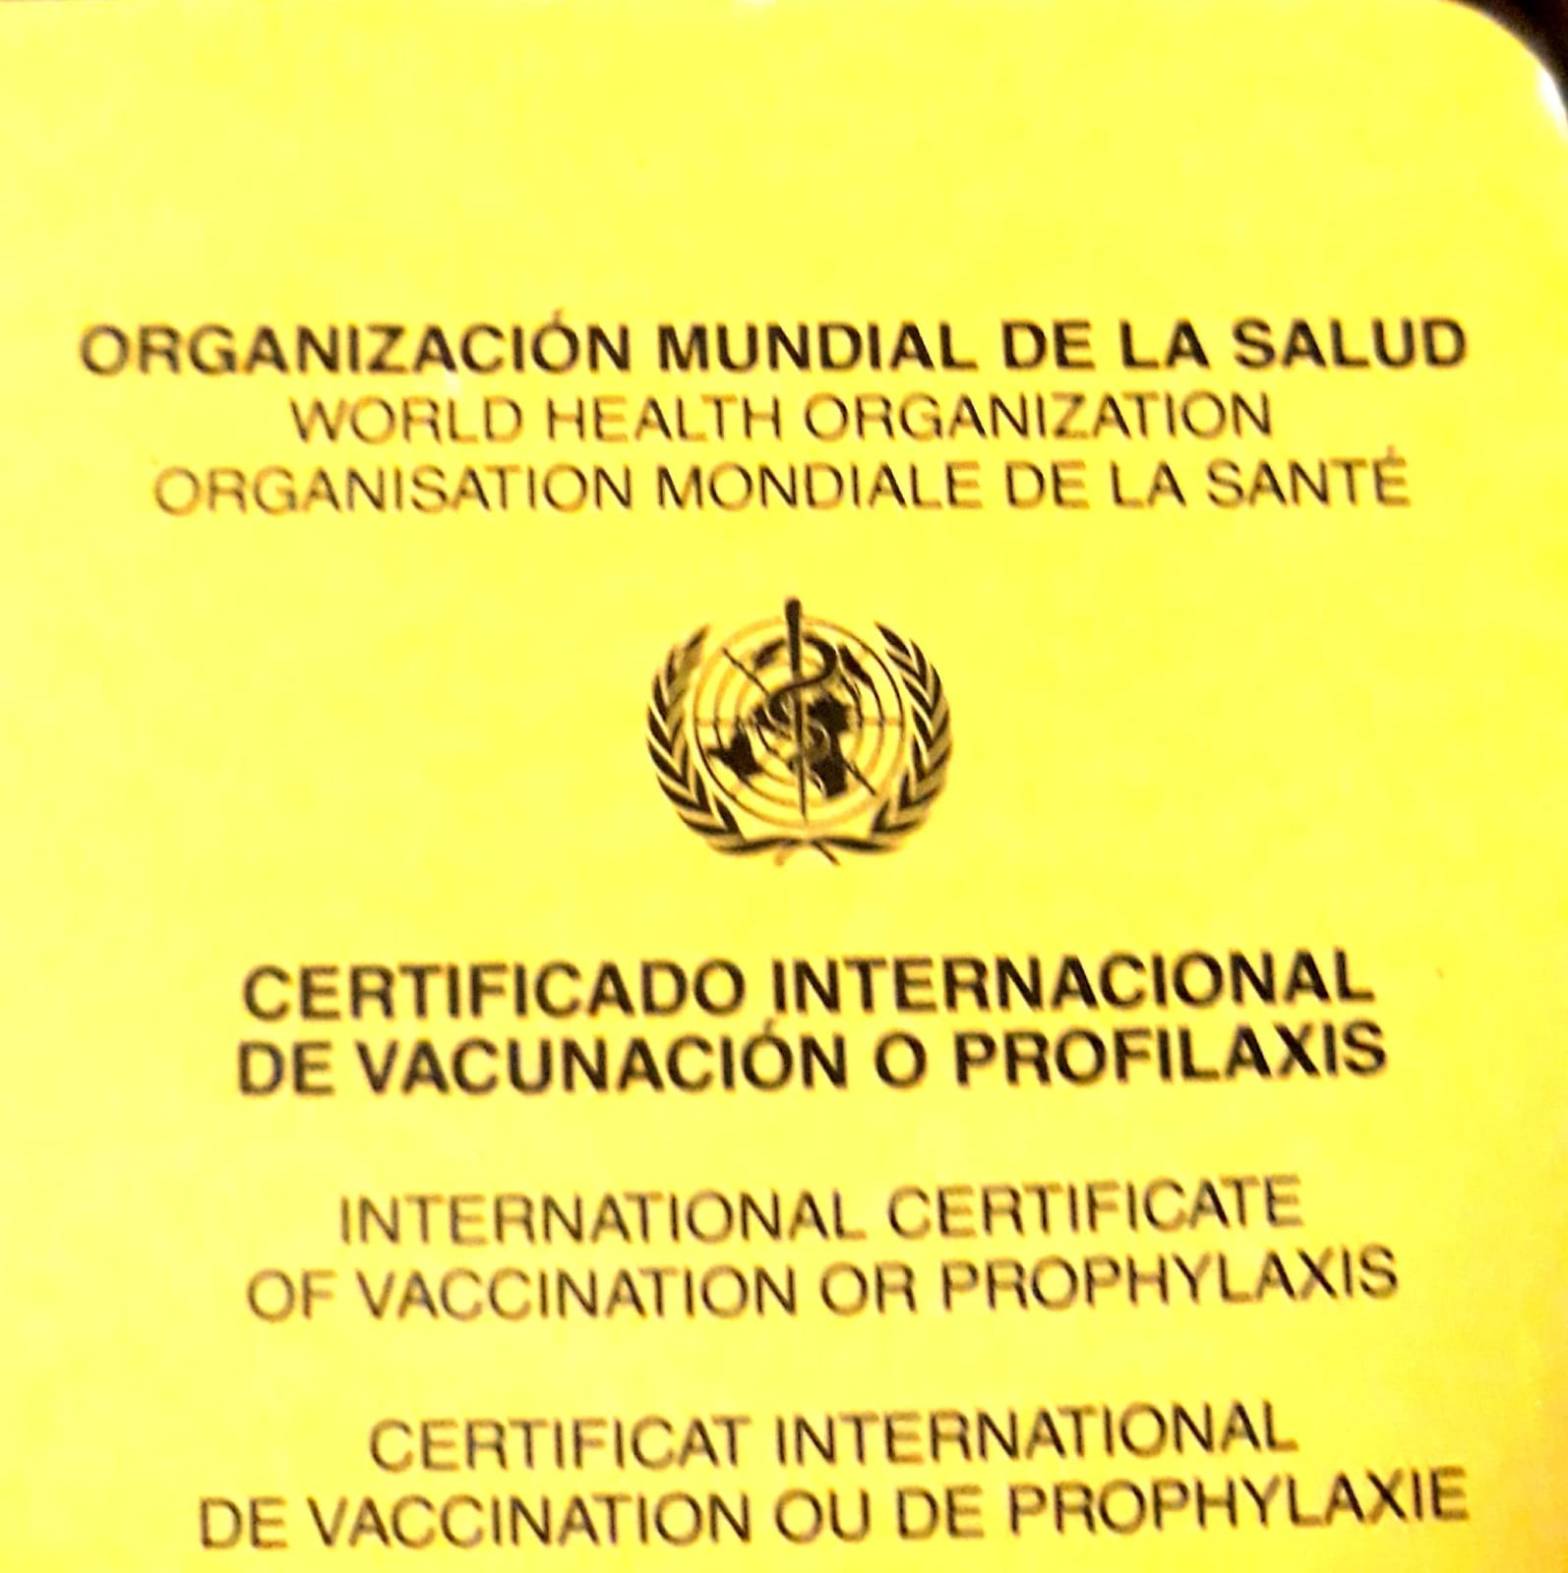 ORGANIZACIÓN MUNDIAL DE LA SALUD
WORLD HEALTH ORGANIZATION
ORGANISATION MONDIALE DE LA SANTÉ
CERTIFICADO INTERNACIONAL
DE VACUNACIÓN O PROFILAXIS
INTERNATIONAL CERTIFICATE
OF VACCINATION OR PROPHYLAXIS
CERTIFICAT INTERNATIONAL
DE VACCINATION OU DE PROPHYLAXIE